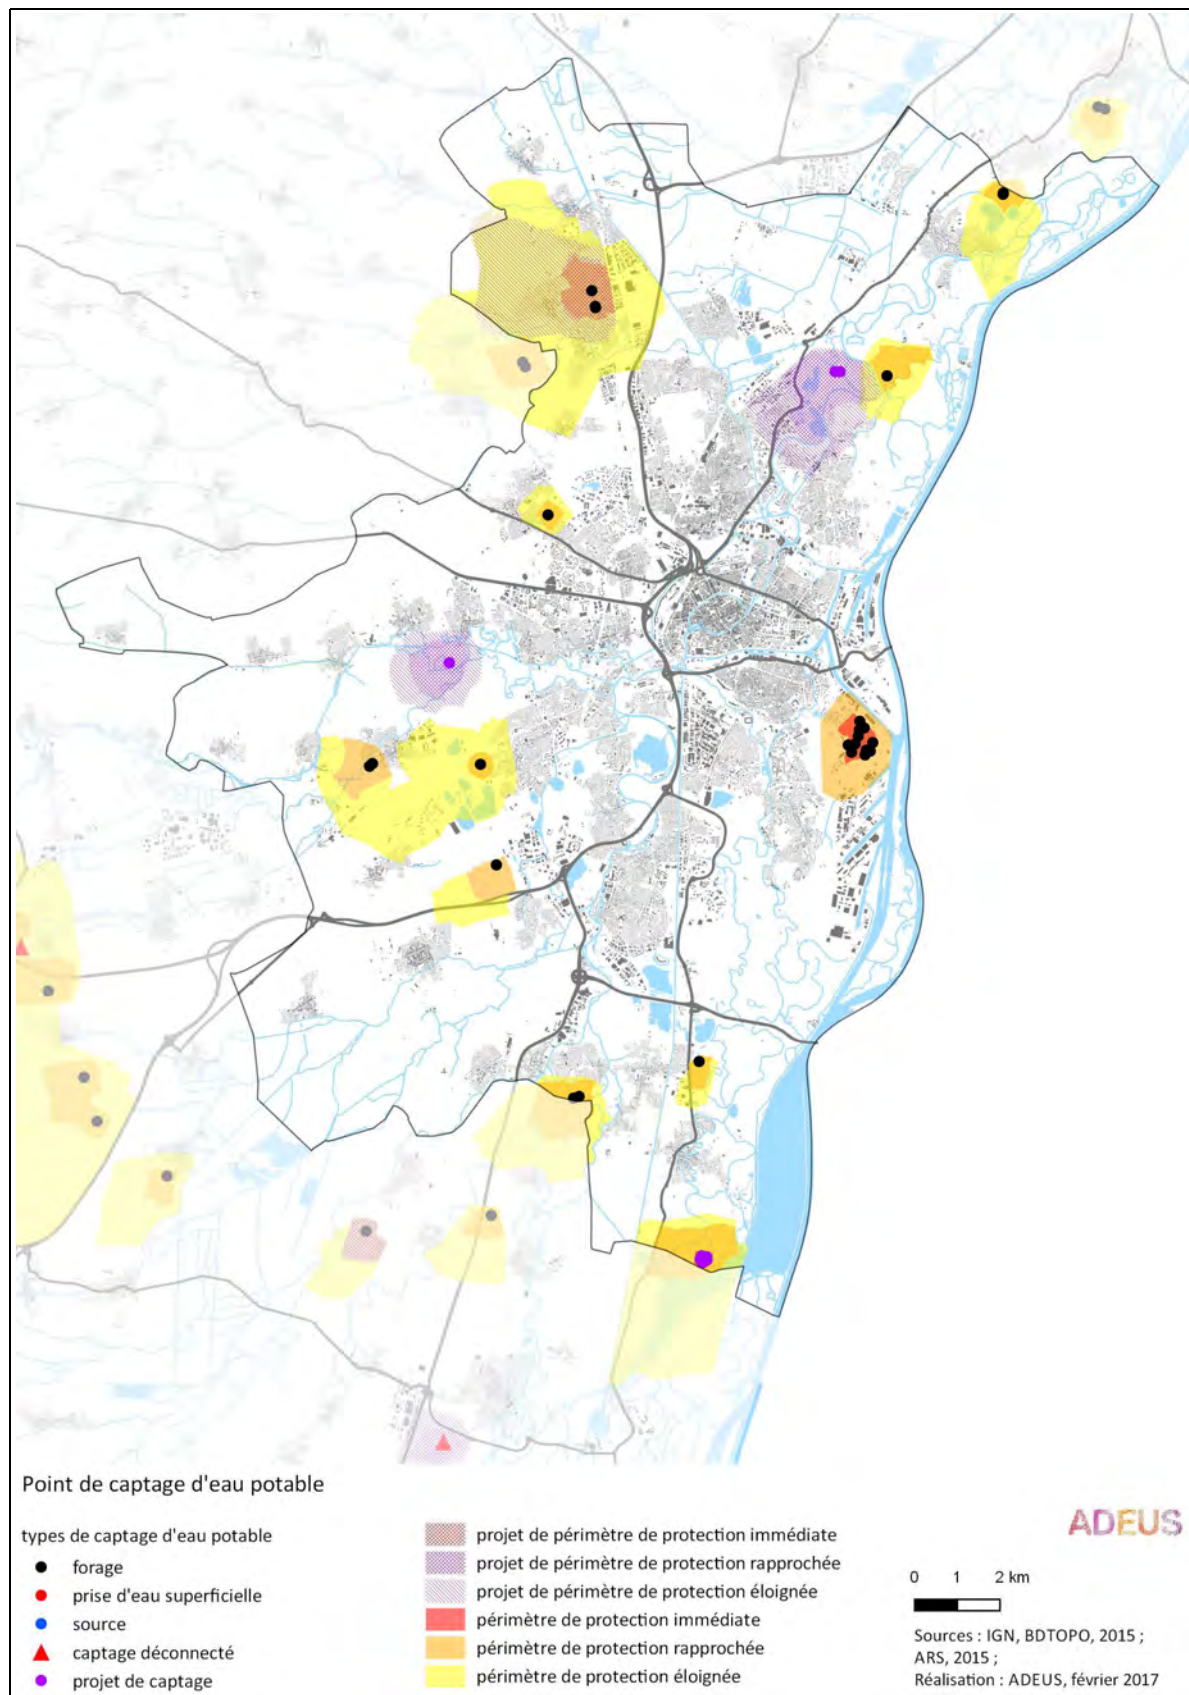 Point de captage d'eau potable
types de captage d'eau potable
forage
prise d'eau superficielle
source
captage déconnecté
projet de captage
projet de périmètre de protection immédiate
projet de périmètre de protection rapprochée
projet de périmètre de protection éloignée
périmètre de protection immédiate
périmètre de protection rapprochée
périmètre de protection éloignée
ADEUS
0 1 2 km
Sources : IGN, BDTOPO, 2015 ;
ARS, 2015 ;
Réalisation : ADEUS, février 2017